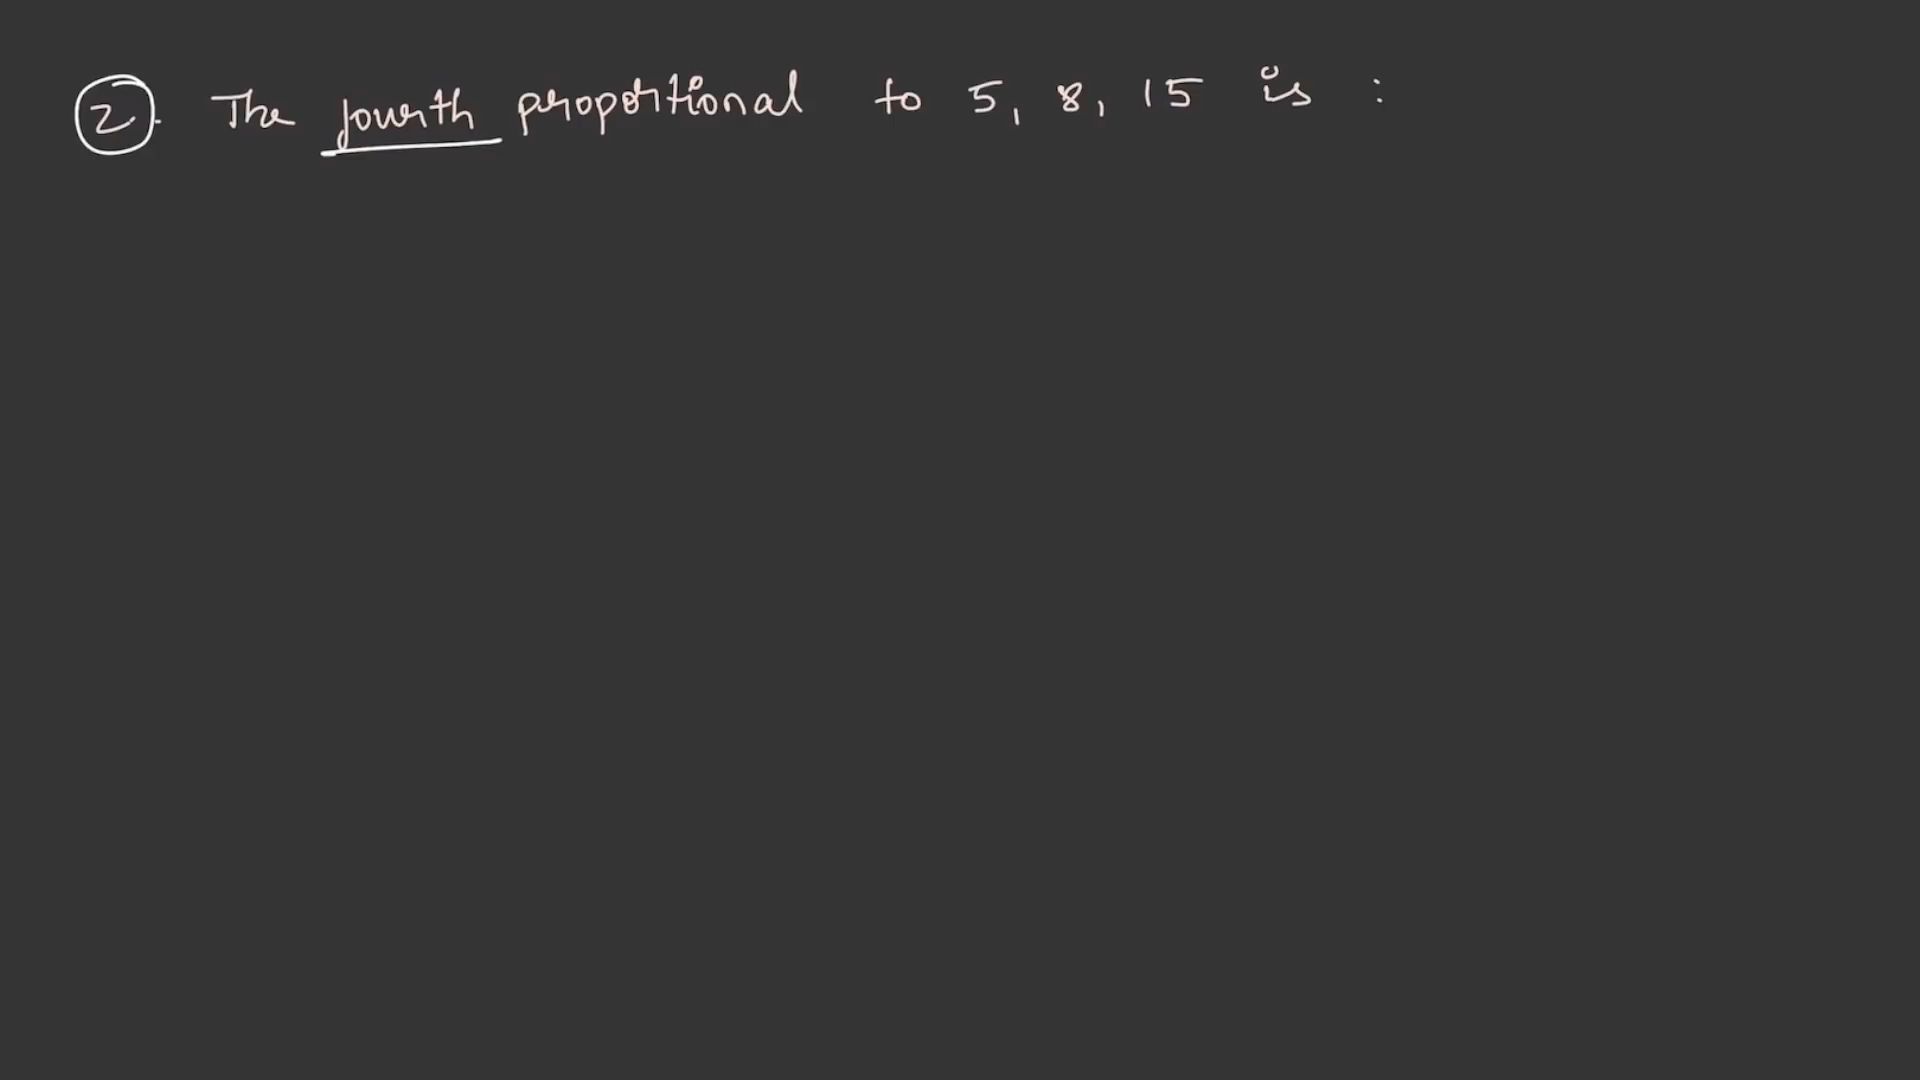 2. The fourth proportional to 5, 8, 15 is :